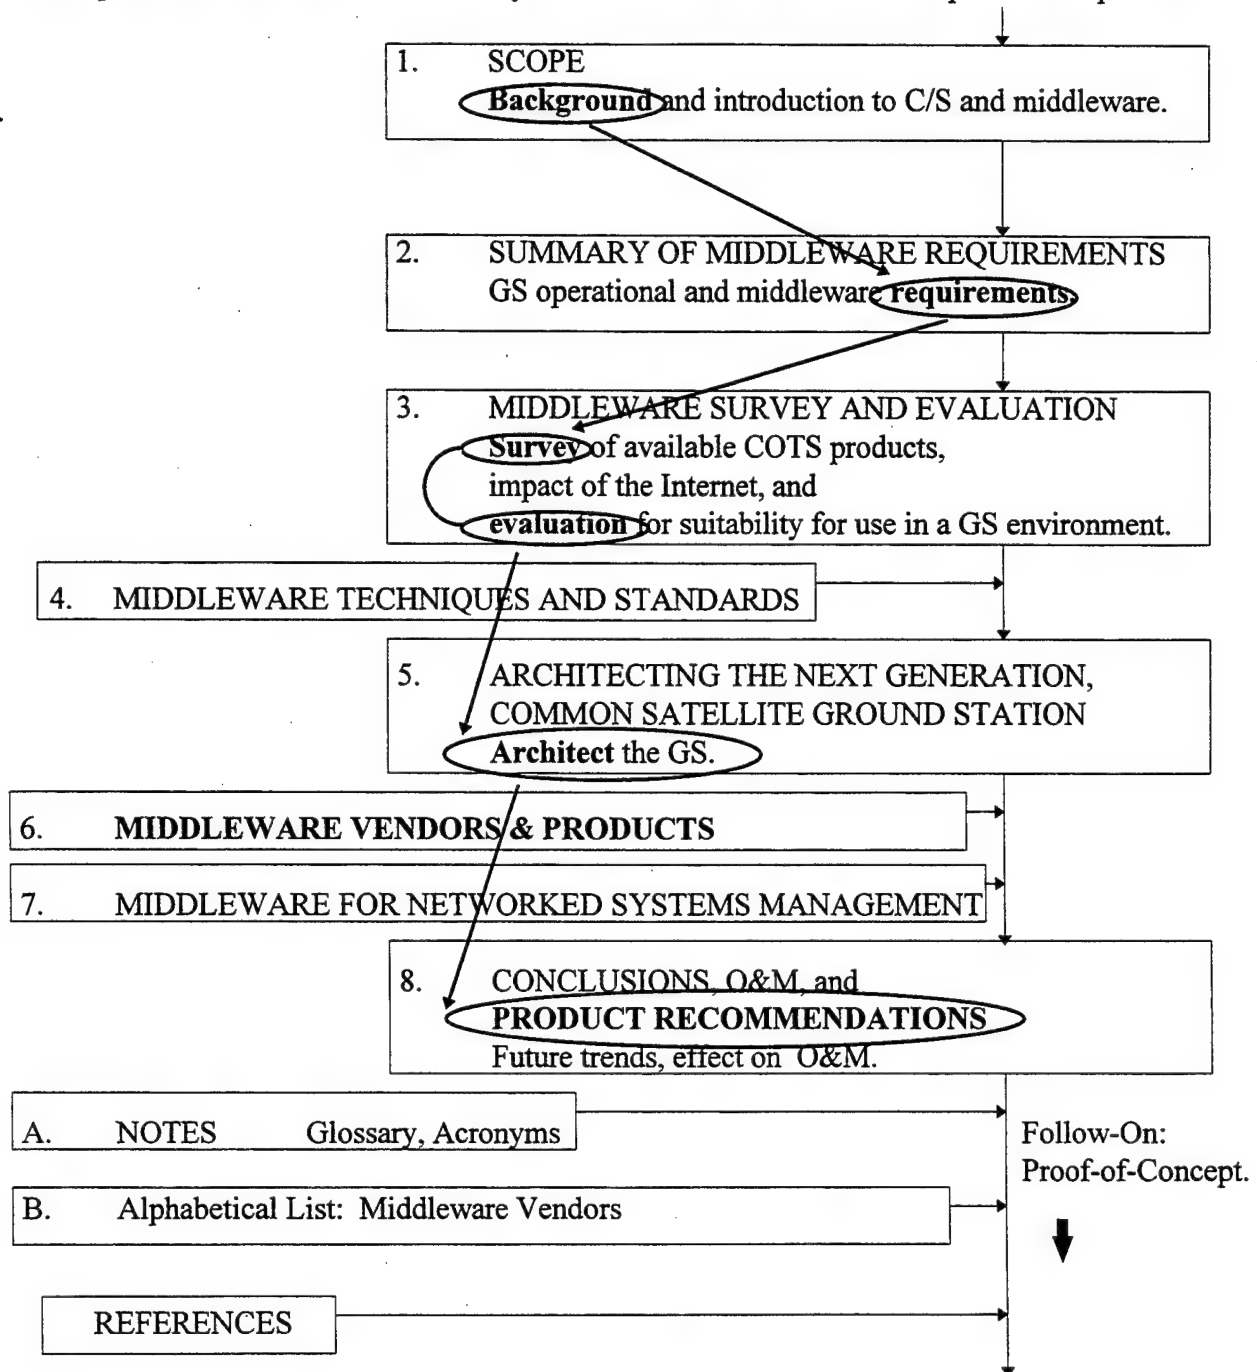 1. SCOPE
Background and introduction to C/S and middleware.
2. SUMMARY OF MIDDLEWARE REQUIREMENTS
GS operational and middleware requirements.
3. MIDDLEWARE SURVEY AND EVALUATION
Survey of available COTS products,
impact of the Internet, and
evaluation for suitability for use in a GS environment.
4. MIDDLEWARE TECHNIQUES AND STANDARDS
5. ARCHITECTING THE NEXT GENERATION,
COMMON SATELLITE GROUND STATION
Architect the GS.
6. MIDDLEWARE VENDORS & PRODUCTS
7. MIDDLEWARE FOR NETWORKED SYSTEMS MANAGEMENT
8. CONCLUSIONS, O&M, and
PRODUCT RECOMMENDATIONS
Future trends, effect on O&M.
A. NOTES Glossary, Acronyms
Follow-On:
Proof-of-Concept.
B. Alphabetical List: Middleware Vendors
REFERENCES